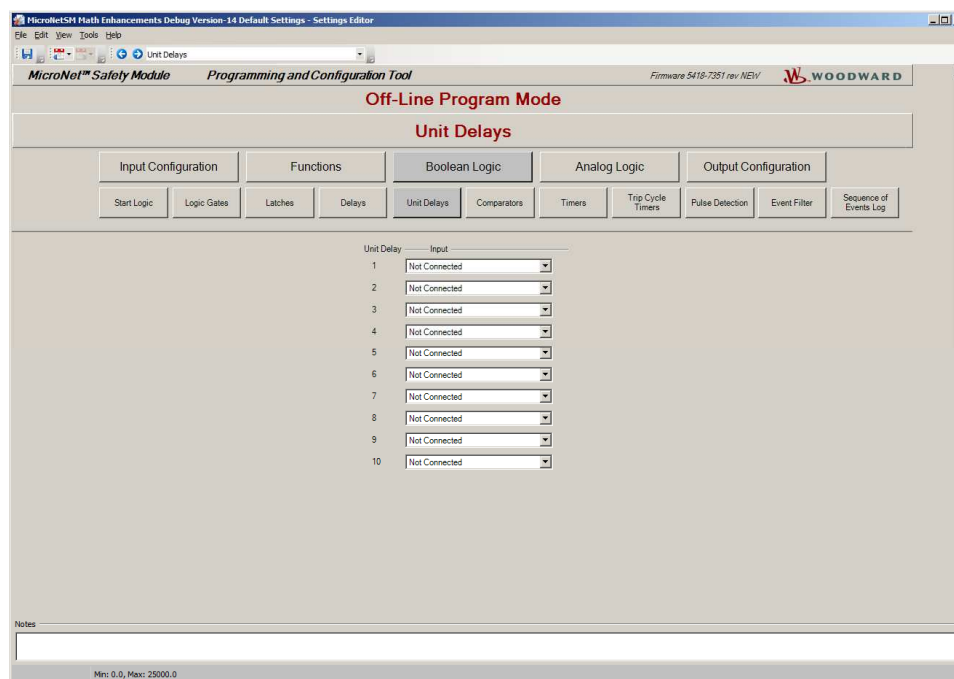 MicroNetSM Math Enhancements Debug Version-14 Default Settings - Settings Editor
File Edit View Tools Help
Unit Delays
MicroNet™ Safety Module Programming and Configuration Tool Firmware 5418-7351 rev NEW WOODWARD
Off-Line Program Mode
Unit Delays
Input Configuration Functions Boolean Logic Analog Logic Output Configuration
Start Logic Logic Gates Latches Delays Unit Delays Comparators Timers Trip Cycle Timers Pulse Detection Event Filter Sequence of Events Log
Unit Delay Input
1 Not Connected
2 Not Connected
3 Not Connected
4 Not Connected
5 Not Connected
6 Not Connected
7 Not Connected
8 Not Connected
9 Not Connected
10 Not Connected
Notes
Min: 0.0, Max: 25000.0